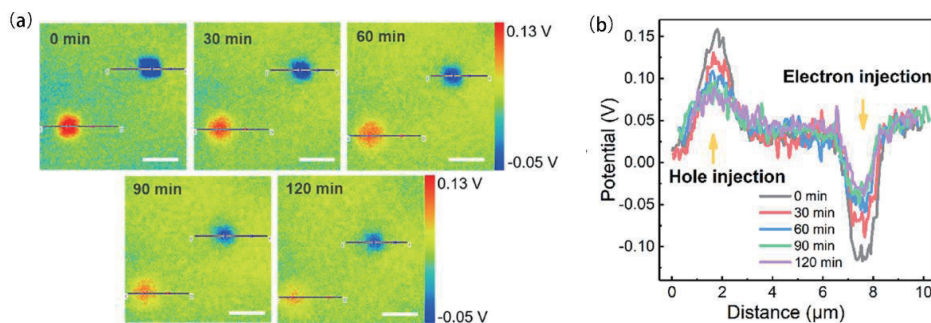 (a)
0 min
30 min
60 min
0.13 V
-0.05 V
90 min
120 min
0.13 V
-0.05 V
(b)
0.15
0.10
0.05
0.00
-0.05
-0.10
Potential (V)
Electron injection
Hole injection
0 min
30 min
60 min
90 min
120 min
0 2 4 6 8 10
Distance (μm)